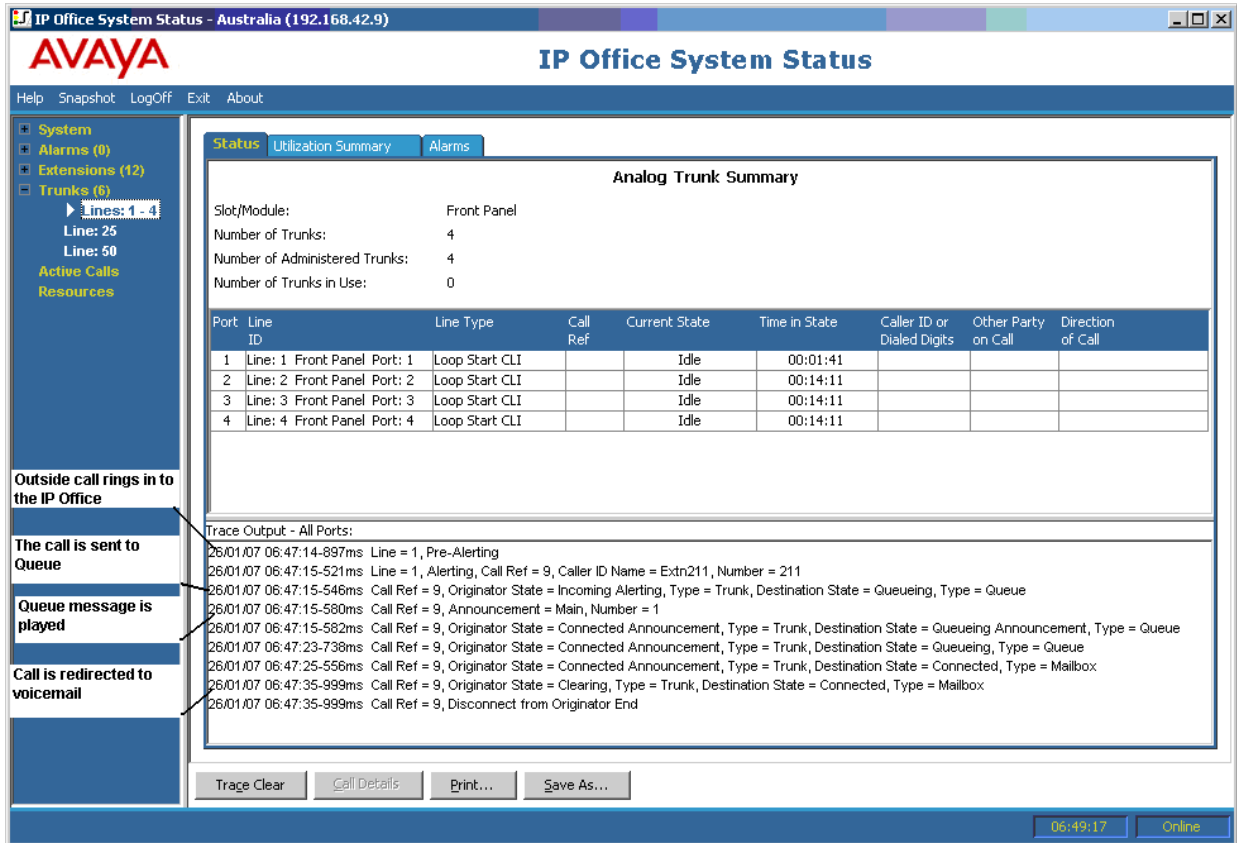 IP Office System Status - Australia (192.168.42.9)
AVAYA
IP Office System Status
Help Snapshot LogOff Exit About
System
Alarms (0)
Extensions (12)
Trunks (6)
Lines: 1 - 4
Line: 25
Line: 50
Active Calls
Resources
Outside call rings in to
the IP Office
The call is sent to
Queue
Queue message is
played
Call is redirected to
voicemail
Status Utilization Summary Alarms
Analog Trunk Summary
Slot/Module: Front Panel
Number of Trunks: 4
Number of Administered Trunks: 4
Number of Trunks in Use: 0
Port Line ID Line Type Call Ref Current State Time in State Caller ID or Dialed Digits Other Party on Call Direction of Call
1 Line: 1 Front Panel Port: 1 Loop Start CLI Idle 00:01:41
2 Line: 2 Front Panel Port: 2 Loop Start CLI Idle 00:14:11
3 Line: 3 Front Panel Port: 3 Loop Start CLI Idle 00:14:11
4 Line: 4 Front Panel Port: 4 Loop Start CLI Idle 00:14:11
Trace Output - All Ports:
26/01/07 06:47:14-897ms Line = 1, Pre-Alerting
26/01/07 06:47:15-521ms Line = 1, Alerting, Call Ref = 9, Caller ID Name = Extn211, Number = 211
26/01/07 06:47:15-546ms Call Ref = 9, Originator State = Incoming Alerting, Type = Trunk, Destination State = Queueing, Type = Queue
26/01/07 06:47:15-580ms Call Ref = 9, Announcement = Main, Number = 1
26/01/07 06:47:15-582ms Call Ref = 9, Originator State = Connected Announcement, Type = Trunk, Destination State = Queueing Announcement, Type = Queue
26/01/07 06:47:23-738ms Call Ref = 9, Originator State = Connected Announcement, Type = Trunk, Destination State = Queueing, Type = Queue
26/01/07 06:47:25-556ms Call Ref = 9, Originator State = Connected Announcement, Type = Trunk, Destination State = Connected, Type = Mailbox
26/01/07 06:47:35-999ms Call Ref = 9, Originator State = Clearing, Type = Trunk, Destination State = Connected, Type = Mailbox
26/01/07 06:47:35-999ms Call Ref = 9, Disconnect from Originator End
Trace Clear Call Details Print... Save As...
06:49:17 Online